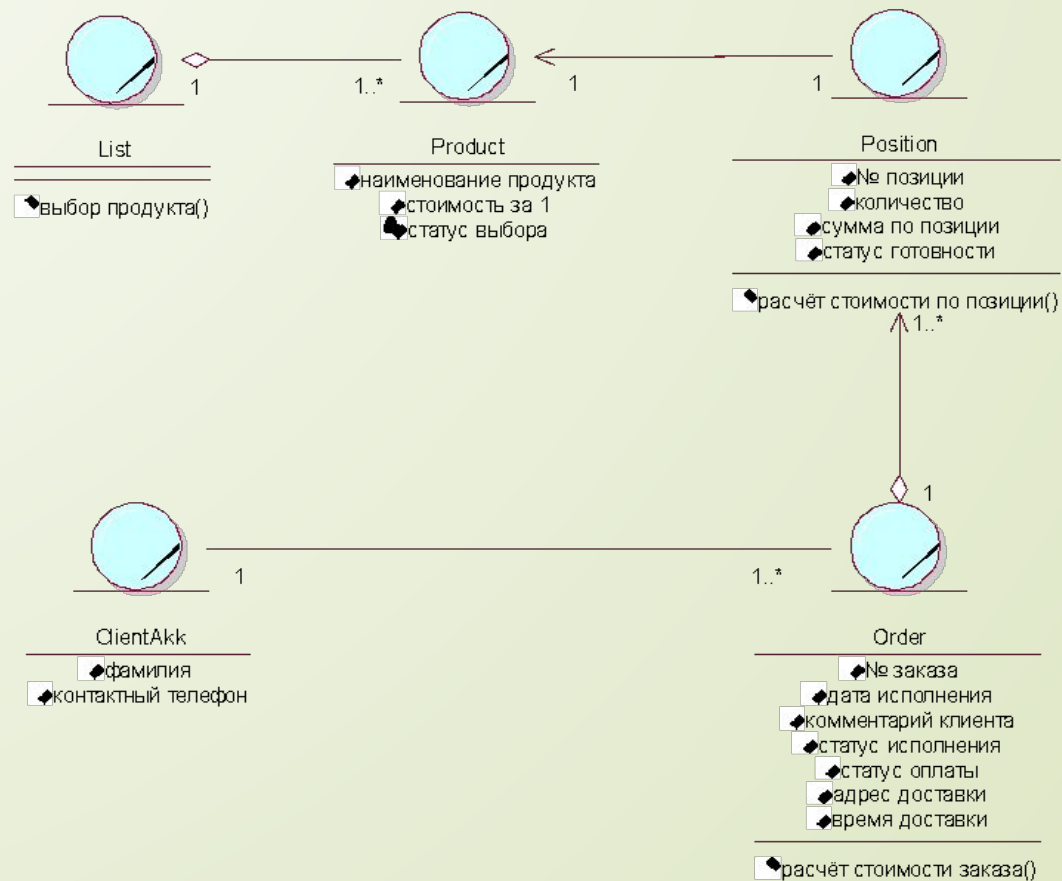 1
1..*
1
1
List
выбор продукта()
Product
наименование продукта
стоимость за 1
статус выбора
Position
№ позиции
количество
сумма по позиции
статус готовности
расчёт стоимости по позиции()
1..*
1
1
1..*
ClientAkk
фамилия
контактный телефон
Order
№ заказа
дата исполнения
комментарий клиента
статус исполнения
статус оплаты
адрес доставки
время доставки
расчёт стоимости заказа()